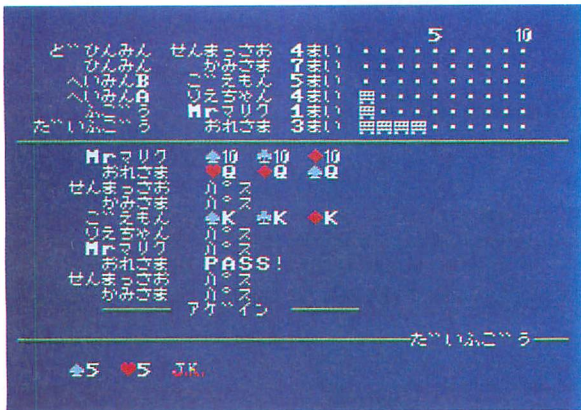 5 10
ど゛ひんみん せんまっさお 4まい
ひんみん かみさま 7まい
へいみんB ご゛えもん 5まい
へいみんA りえちゃん 4まい 円
ふご゛う Mrマリク 1まい 円
だ゛いふご゛う おれさま 3まい 円円円円
Mrマリク ♠10 ♣10 ♦10
おれさま ♥Q ♦Q ♠Q
せんまっさお パ゜ス
かみさま パ゜ス
ご゛えもん ♠K ♣K ♦K
りえちゃん パ゜ス
Mrマリク パ゜ス
おれさま PASS!
せんまっさお パ゜ス
かみさま パ゜ス
アゲ゛イン
だ゛いふご゛う
♠5 ♥5 J.K.